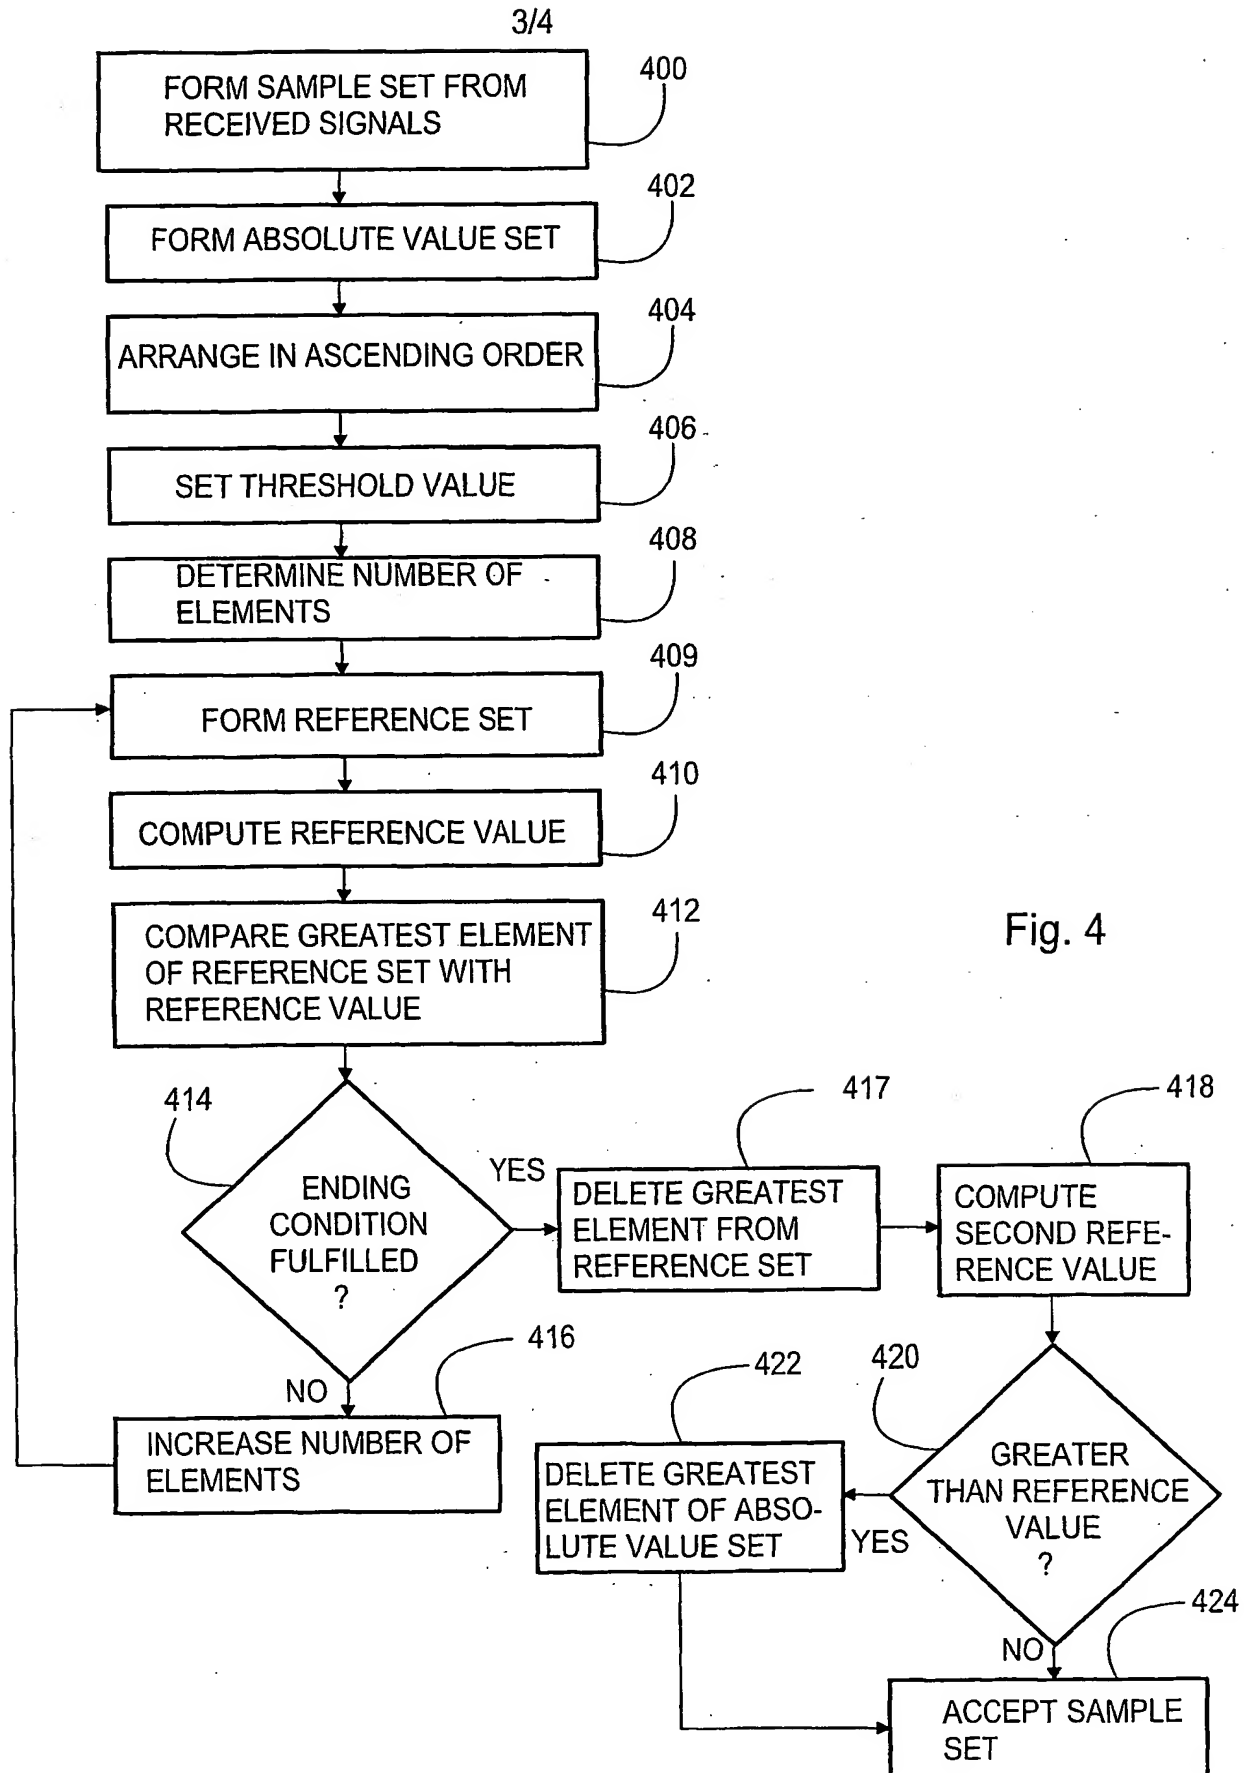 3/4
FORM SAMPLE SET FROM
RECEIVED SIGNALS
400
FORM ABSOLUTE VALUE SET
402
ARRANGE IN ASCENDING ORDER
404
SET THRESHOLD VALUE
406
DETERMINE NUMBER OF
ELEMENTS
408
FORM REFERENCE SET
409
COMPUTE REFERENCE VALUE
410
COMPARE GREATEST ELEMENT
OF REFERENCE SET WITH
REFERENCE VALUE
412
Fig. 4
414
ENDING
CONDITION
FULFILLED
?
YES
NO
416
INCREASE NUMBER OF
ELEMENTS
417
DELETE GREATEST
ELEMENT FROM
REFERENCE SET
418
COMPUTE
SECOND REFE-
RENCE VALUE
420
GREATER
THAN REFERENCE
VALUE
?
YES
NO
422
DELETE GREATEST
ELEMENT OF ABSO-
LUTE VALUE SET
424
ACCEPT SAMPLE
SET